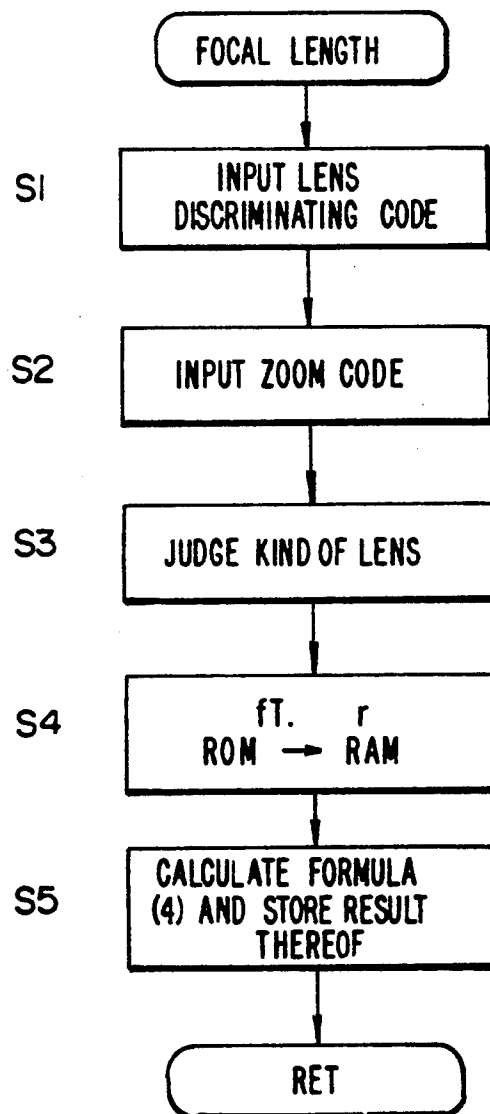 FOCAL LENGTH
S1
INPUT LENS
DISCRIMINATING CODE
S2
INPUT ZOOM CODE
S3
JUDGE KIND OF LENS
S4
fT. r
ROM → RAM
S5
CALCULATE FORMULA
(4) AND STORE RESULT
THEREOF
RET